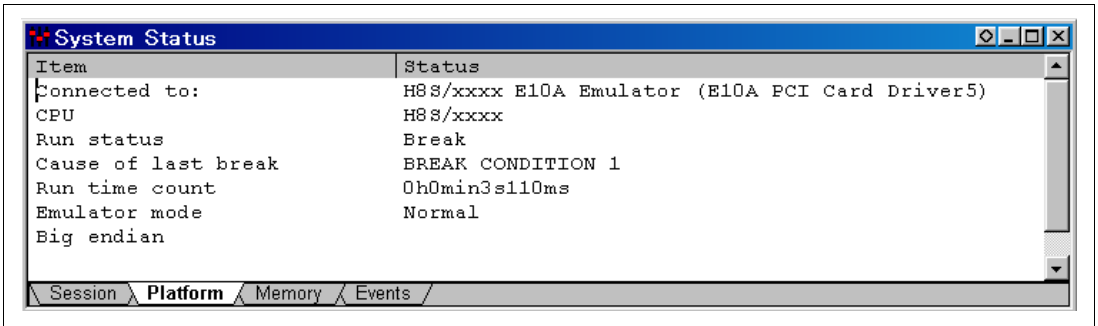 System Status
Item Status
Connected to: H8S/xxxx E10A Emulator (E10A PCI Card Driver5)
CPU H8S/xxxx
Run status Break
Cause of last break BREAK CONDITION 1
Run time count 0h0min3s110ms
Emulator mode Normal
Big endian
Session Platform Memory Events